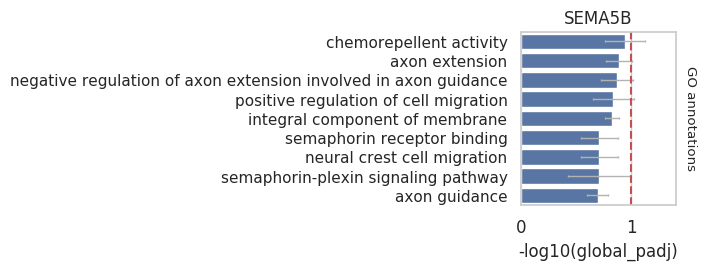 SEMA5B
chemorepellent activity
axon extension
negative regulation of axon extension involved in axon guidance
positive regulation of cell migration
integral component of membrane
semaphorin receptor binding
neural crest cell migration
semaphorin-plexin signaling pathway
axon guidance
GO annotations
0 1
-log10(global_padj)